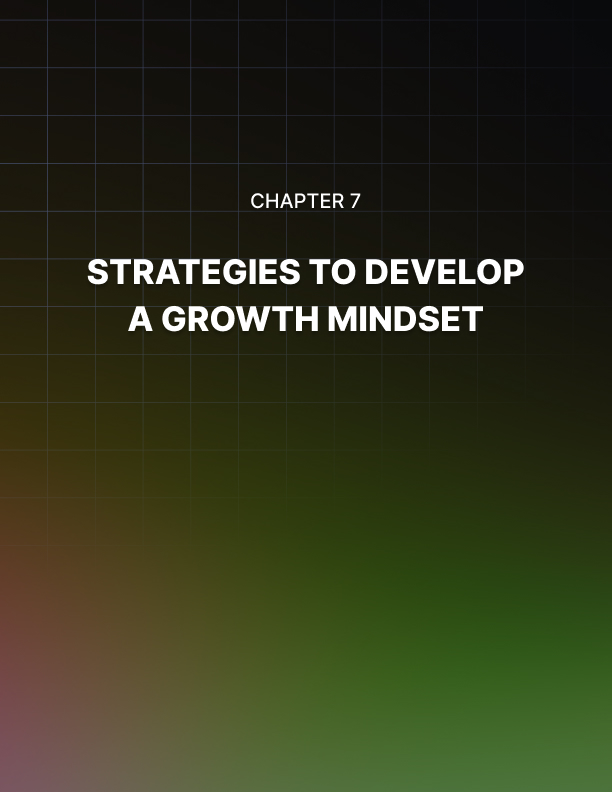 CHAPTER 7
STRATEGIES TO DEVELOP
A GROWTH MINDSET